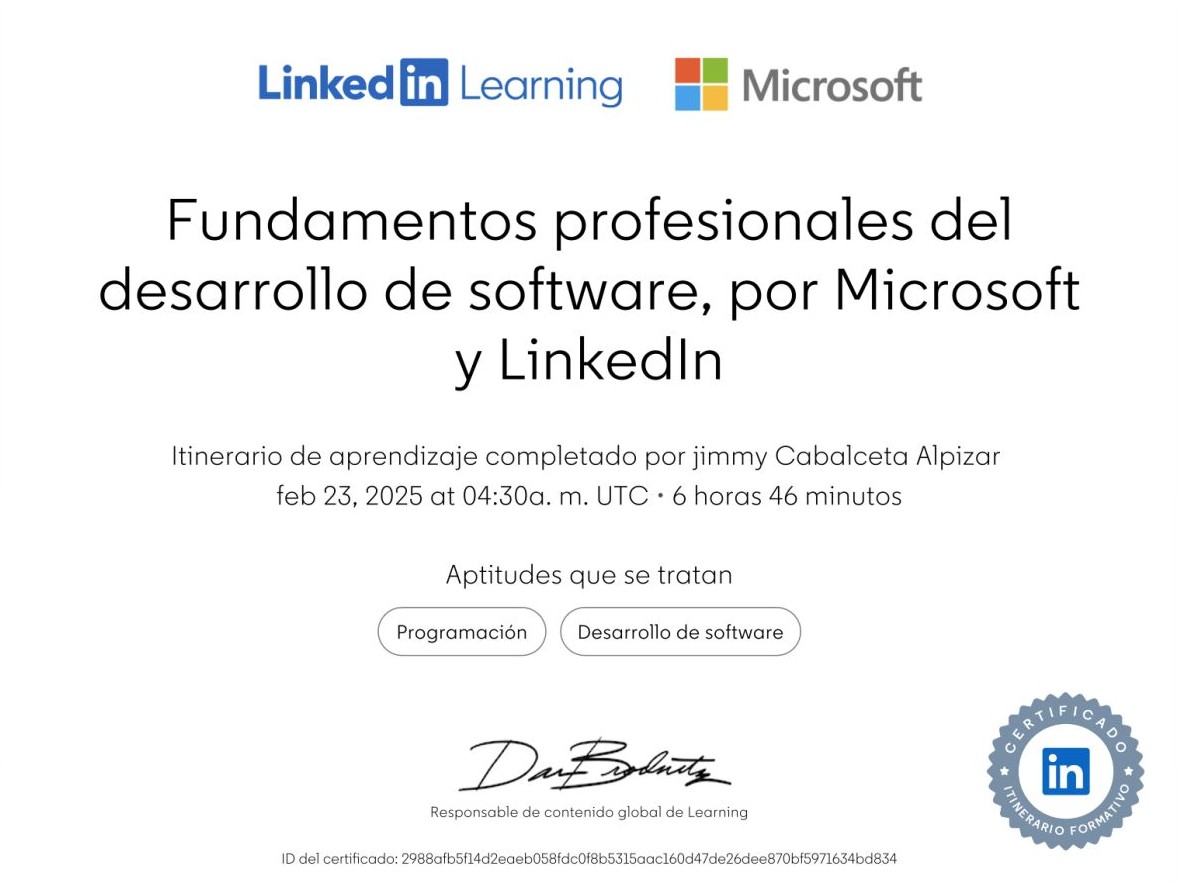 LinkedIn Learning Microsoft
Fundamentos profesionales del
desarrollo de software, por Microsoft
y LinkedIn
Itinerario de aprendizaje completado por jimmy Cabalceta Alpizar
feb 23, 2025 at 04:30a. m. UTC • 6 horas 46 minutos
Aptitudes que se tratan
Programación Desarrollo de software
Dan Brodnitz
Responsable de contenido global de Learning
CERTIFICADO
in
ITINERARIO FORMATIVO
ID del certificado: 2988afb5f14d2eaeb058fdc0f8b5315aac160d47de26dee870bf5971634bd834